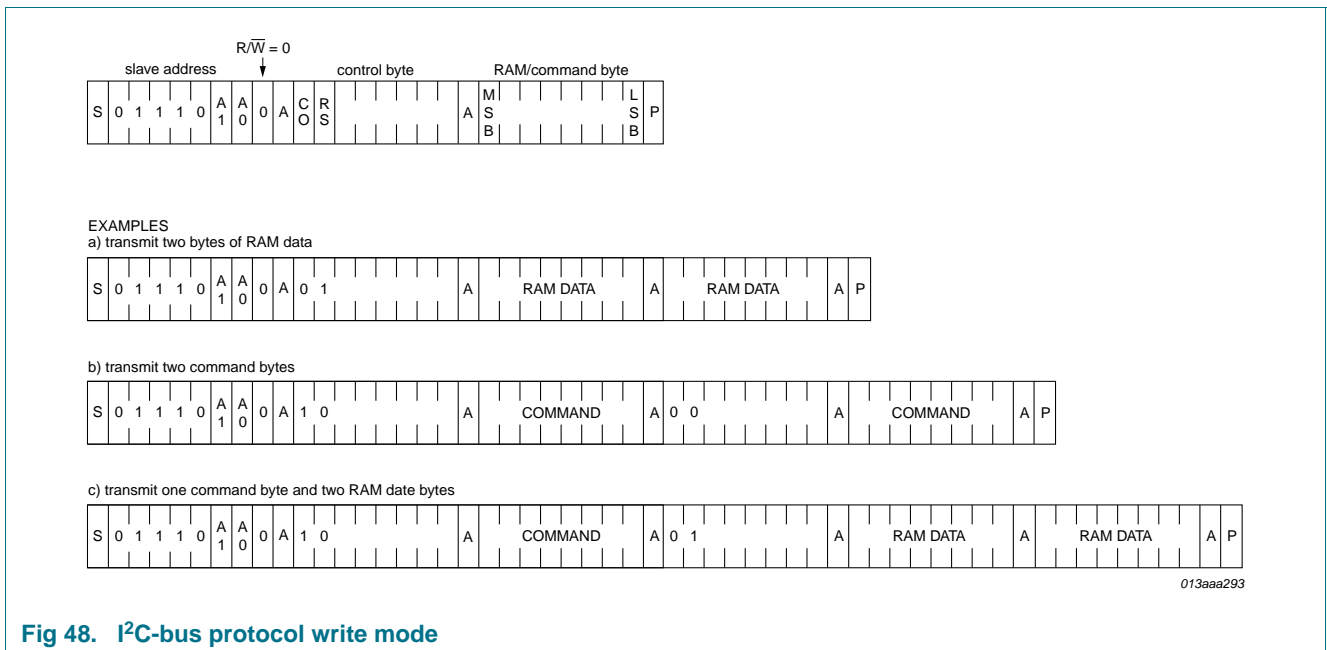 R/W = 0
slave address control byte RAM/command byte
S 0 1 1 1 0 A1 A0 0 A CO RS A MSB LSB P
EXAMPLES
a) transmit two bytes of RAM data
S 0 1 1 1 0 A1 A0 0 A 0 1 A RAM DATA A RAM DATA A P
b) transmit two command bytes
S 0 1 1 1 0 A1 A0 0 A 1 0 A COMMAND A 0 0 A COMMAND A P
c) transmit one command byte and two RAM date bytes
S 0 1 1 1 0 A1 A0 0 A 1 0 A COMMAND A 0 1 A RAM DATA A RAM DATA A P
013aaa293
Fig 48. I²C-bus protocol write mode